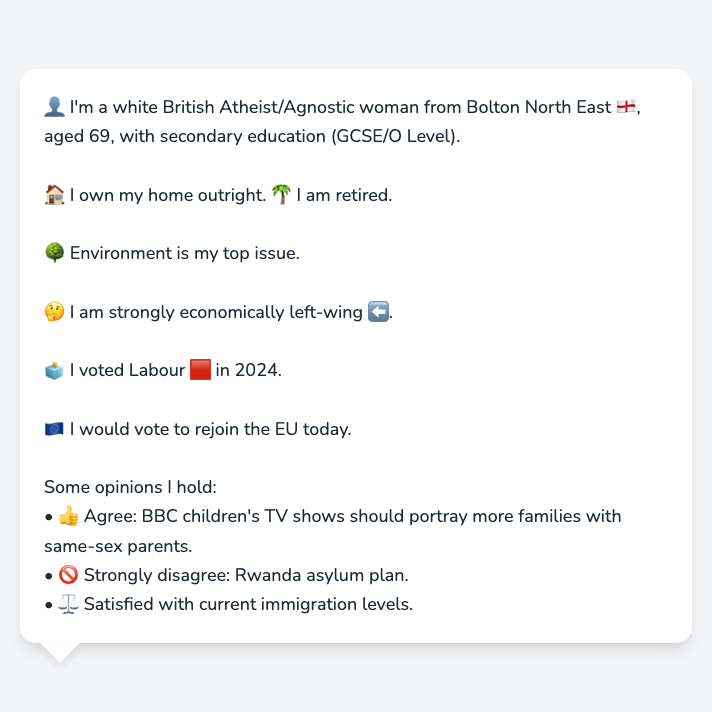 👤 I'm a white British Atheist/Agnostic woman from Bolton North East 🏴󠁧󠁢󠁥󠁮󠁧󠁿,
aged 69, with secondary education (GCSE/O Level).
🏠 I own my home outright. 🌴 I am retired.
🌳 Environment is my top issue.
🤔 I am strongly economically left-wing ⬅️.
🗳️ I voted Labour 🟥 in 2024.
🇪🇺 I would vote to rejoin the EU today.
Some opinions I hold:
• 👍 Agree: BBC children's TV shows should portray more families with
same-sex parents.
• 🚫 Strongly disagree: Rwanda asylum plan.
• ⚖️ Satisfied with current immigration levels.